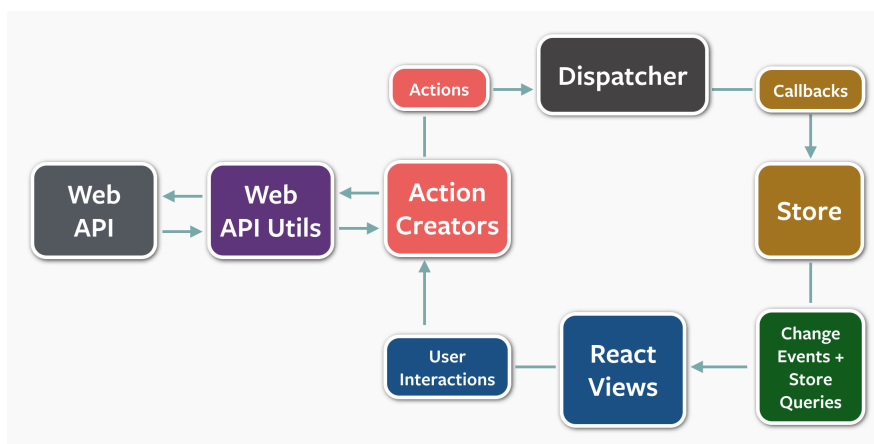 Actions
Dispatcher
Callbacks
Web
API
Web
API Utils
Action
Creators
Store
User
Interactions
React
Views
Change
Events +
Store
Queries